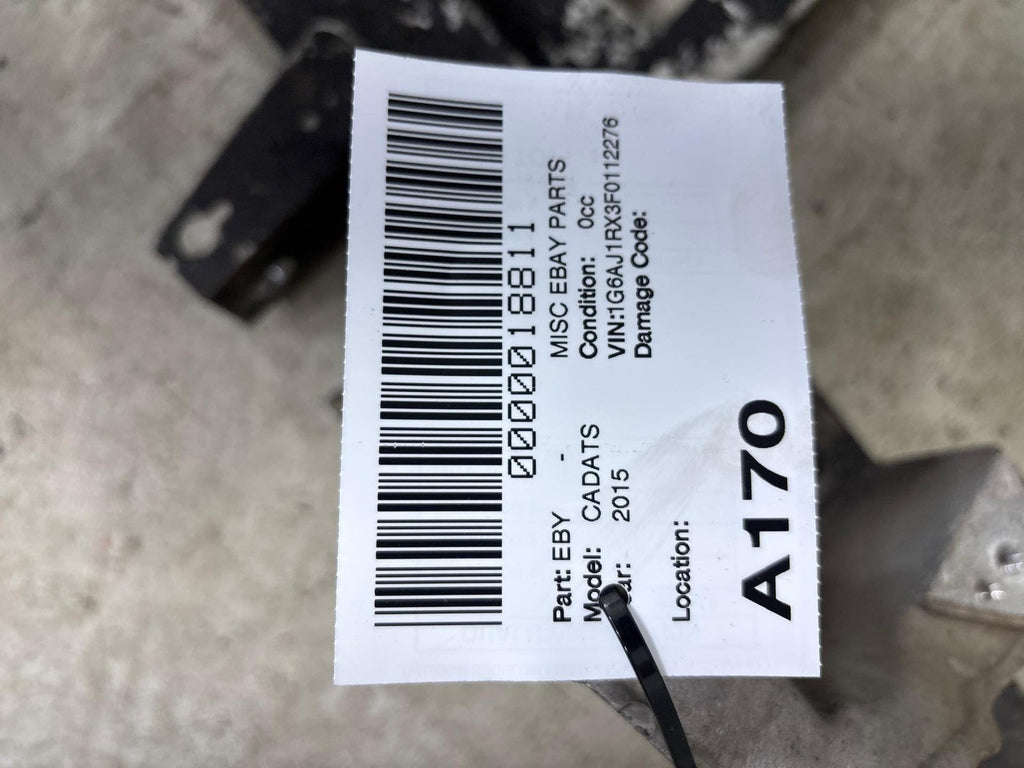 0000018811
Part: EBY - MISC EBAY PARTS
Model: CADATS Condition: 0cc
ar: 2015 VIN:1G6AJ1RX3F0112276
Damage Code:
Location:
A170